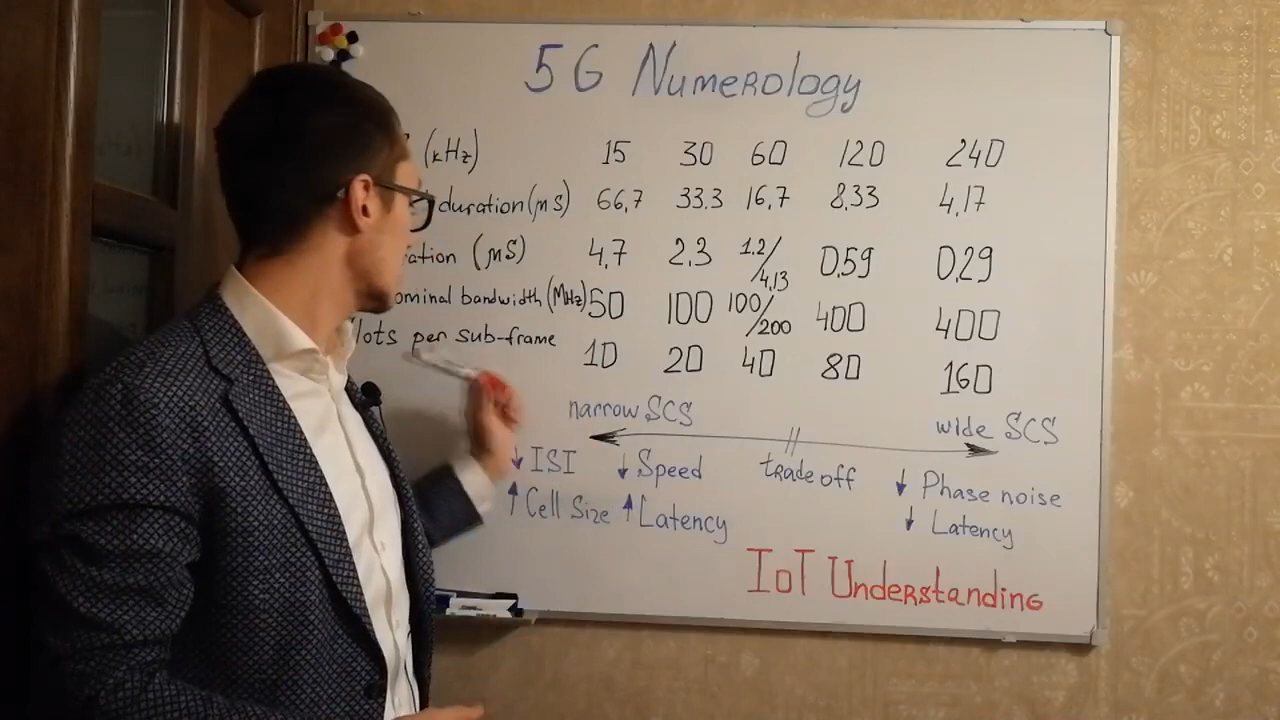 5G Numerology
(kHz) 15 30 60 120 240
duration (μS) 66,7 33.3 16,7 8,33 4,17
(μS) 4,7 2,3 1.2/4,13 0,59 0,29
bandwidth (MHz) 50 100 100/200 400 400
per sub-frame 10 20 40 80 160
narrow SCS wide SCS
↓ ISI ↓ Speed trade off ↓ Phase noise
↑ Cell Size ↑ Latency ↓ Latency
IoT Understanding